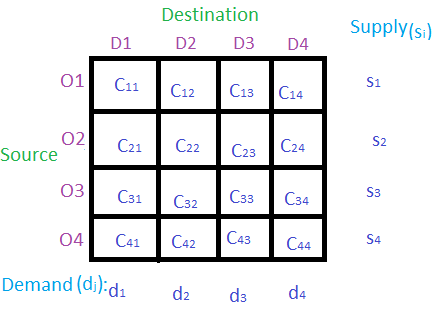 Destination
Supply(si)
D1 D2 D3 D4
O1 C11 C12 C13 C14 s1
O2 C21 C22 C23 C24 s2
Source
O3 C31 C32 C33 C34 s3
O4 C41 C42 C43 C44 s4
Demand (dj): d1 d2 d3 d4